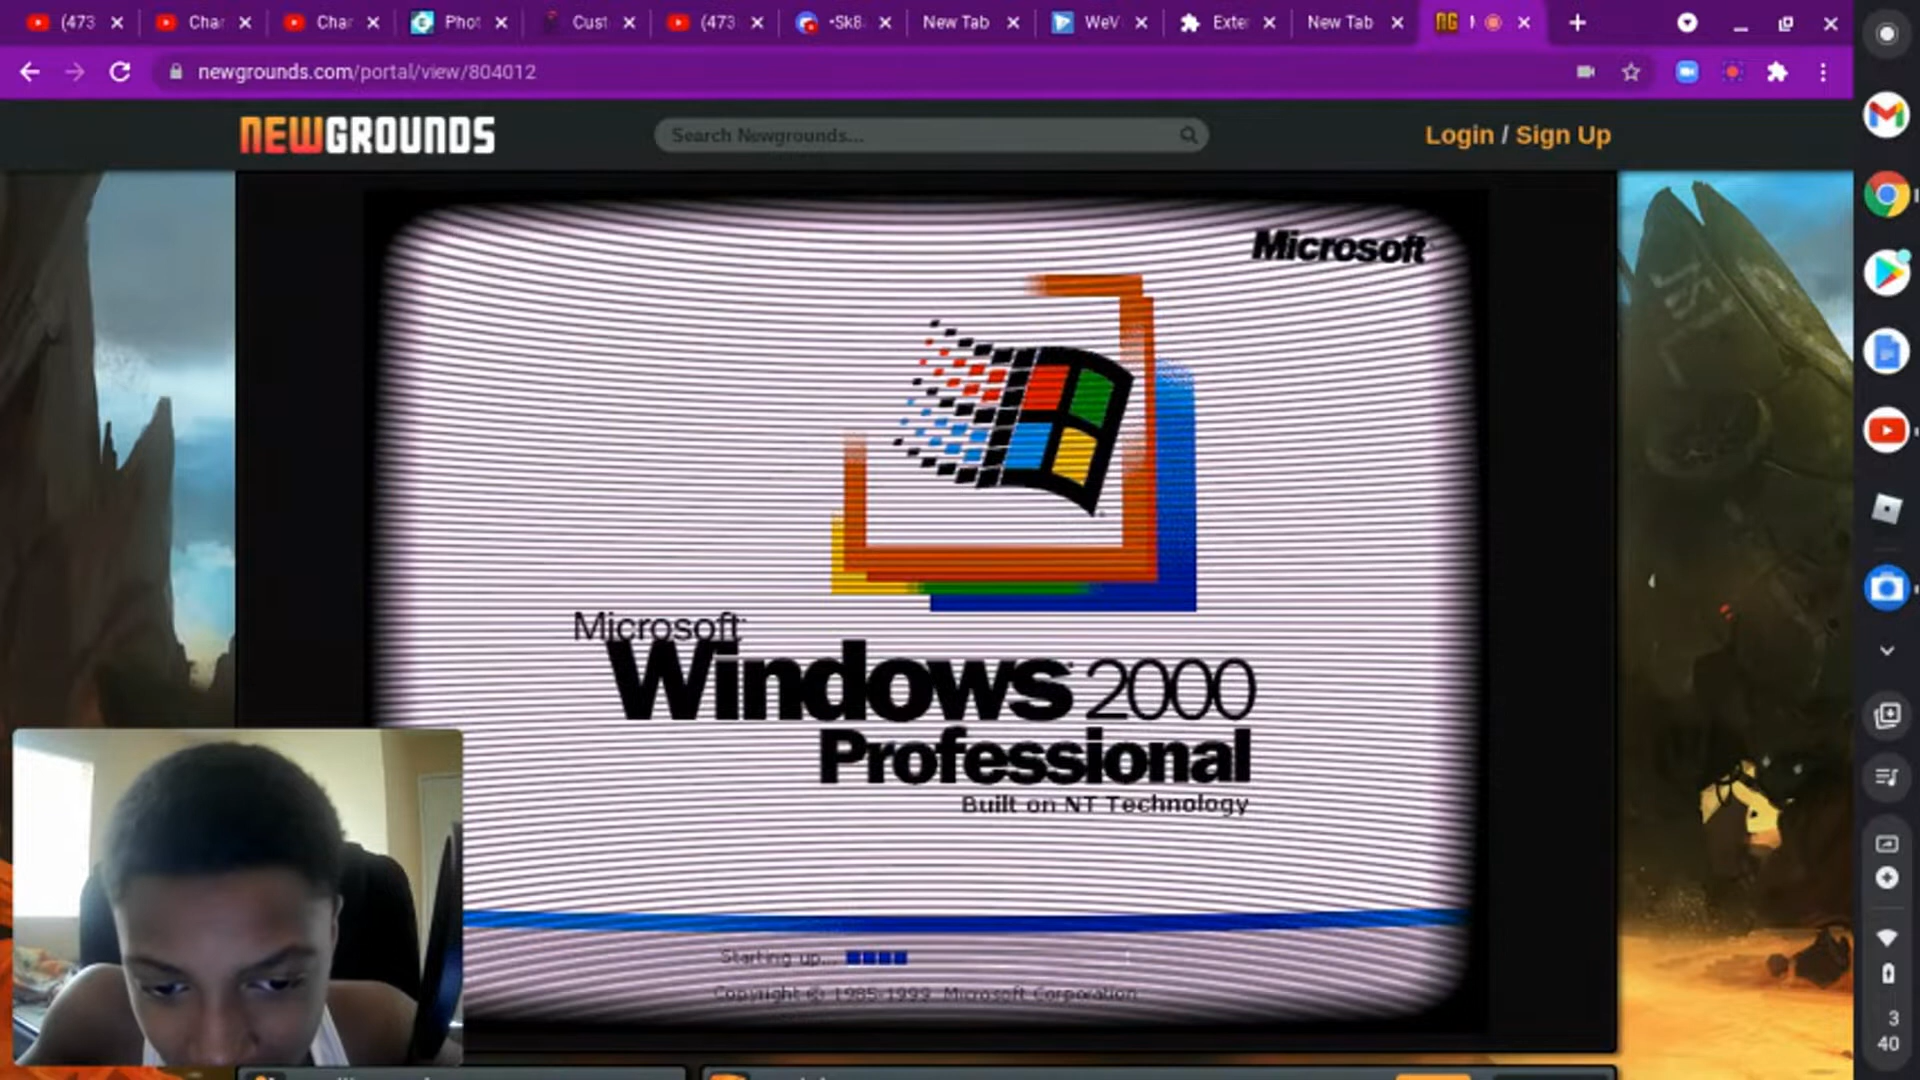 (473
Char
Char
Phot
Cust
(473
-Sk8
New Tab
WeV
Exte
New Tab
NG
newgrounds.com/portal/view/804012
NEWGROUNDS
Search Newgrounds...
Login / Sign Up
Microsoft
Microsoft
Windows 2000
Professional
Built on NT Technology
Starting up...
Copyright © 1985-1999 Microsoft Corporation
3
40